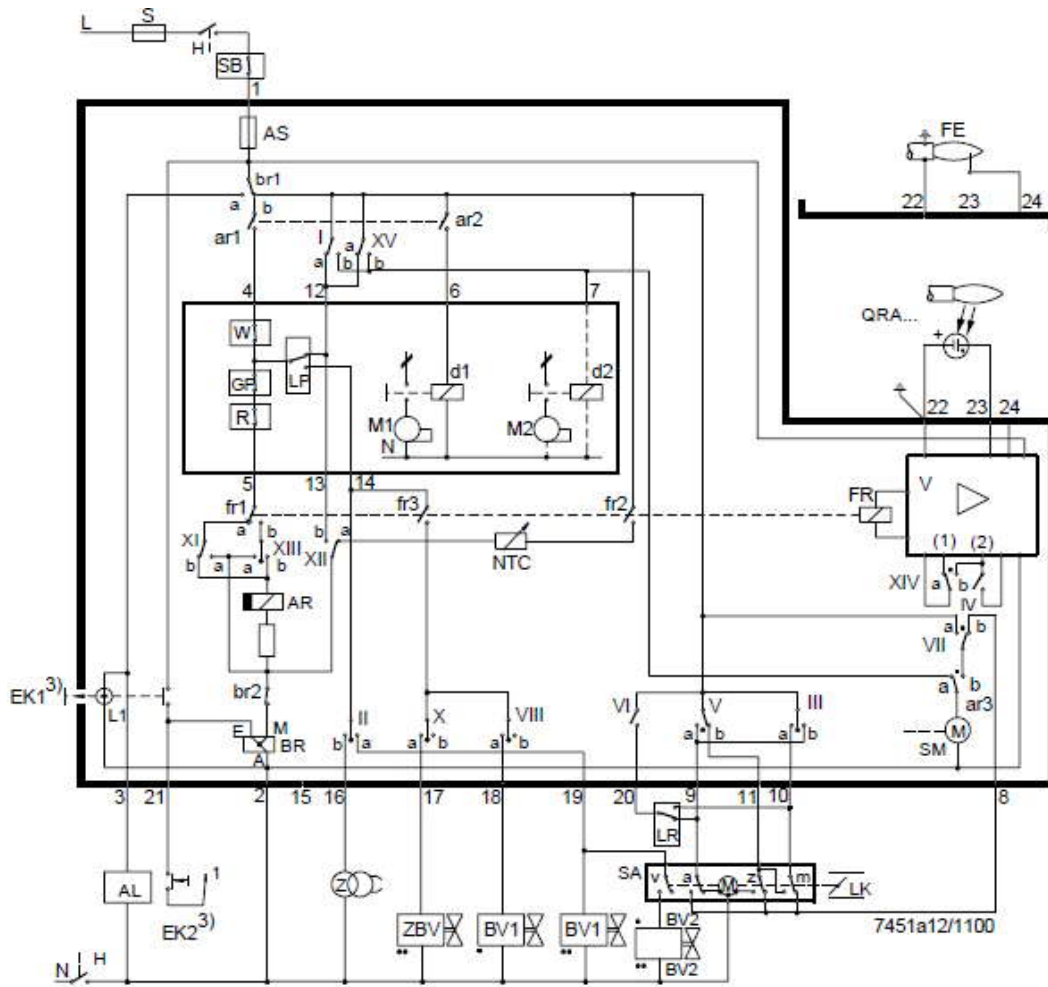 L S
H
SB
1
AS
FE
br1
22 23 24
a b
ar1 ar2
I a XV
a b b
4 12 6 7
QRA...
+
W
GP LP
R
d1 d2
M1 M2
N
22 23 24
V
5 13 14
fr1 fr3 fr2 FR
a b b a
XI XIII XII
b a a b
NTC
(1) (2)
XIV a b
IV
AR
a b
VII
EK1 3)
L1
br2
a b
ar3
E M
BR
A
II X VIII
b a a b a b
VI V III
a b a b
M
SM
3 21 2 15 16 17 18 19 20 9 11 10 8
LR
AL
1
EK2 3)
Z
SA v a M z m
LK
ZBV BV1 BV1
BV2
BV2
7451a12/1100
N H